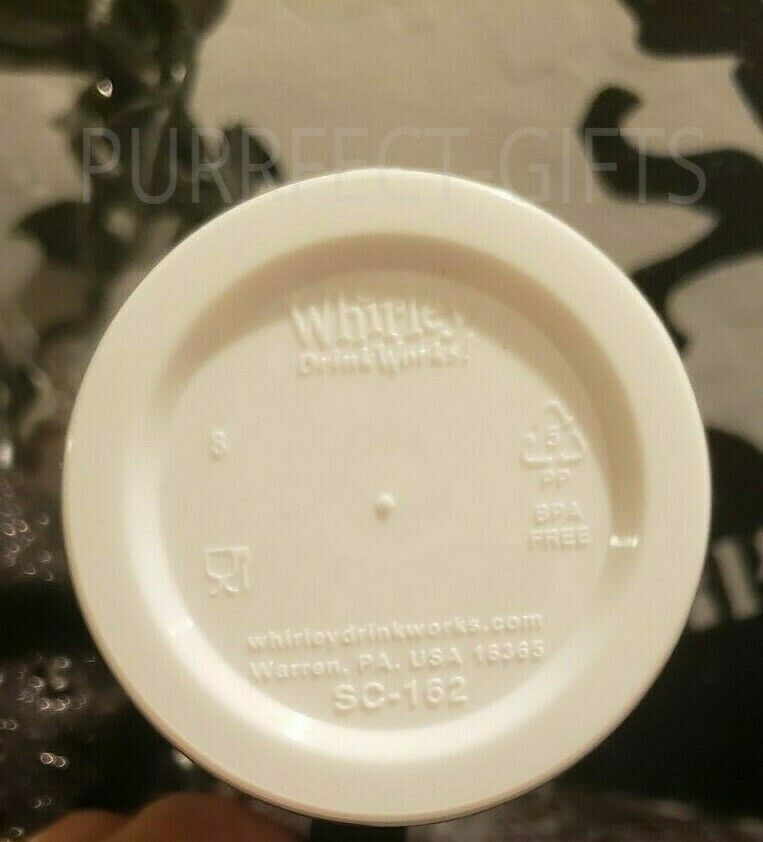 PURRFECT-GIFTS
Whirley
DrinkWorks!
8
5
PP
BPA
FREE
whirleydrinkworks.com
Warren, PA, USA 16365
SC-162